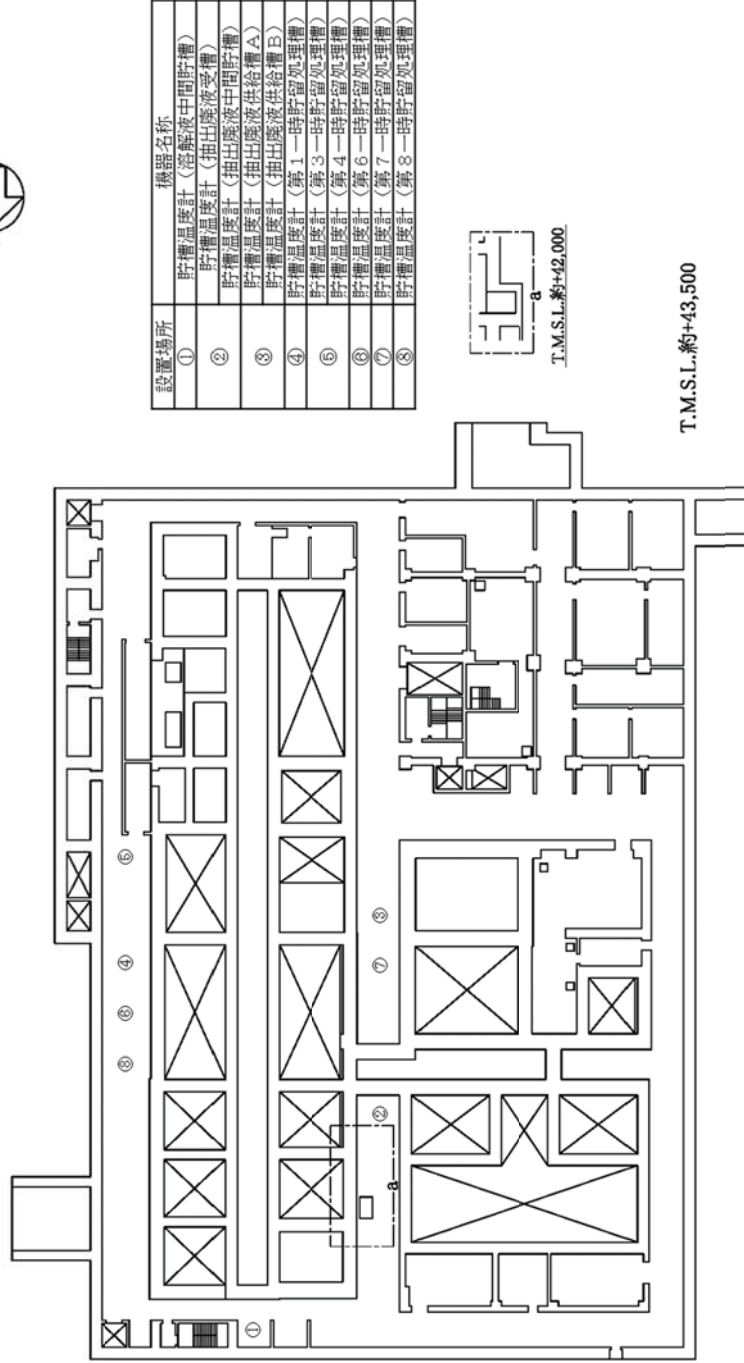 設置場所 機器名称
① 貯槽温度計（溶解液中間貯槽）
② 貯槽温度計（抽出廃液受槽）
貯槽温度計（抽出廃液中間貯槽）
③ 貯槽温度計（抽出廃液供給槽A）
貯槽温度計（抽出廃液供給槽B）
④ 貯槽温度計（第1一時貯留処理槽）
⑤ 貯槽温度計（第3一時貯留処理槽）
貯槽温度計（第4一時貯留処理槽）
⑥ 貯槽温度計（第6一時貯留処理槽）
⑦ 貯槽温度計（第7一時貯留処理槽）
⑧ 貯槽温度計（第8一時貯留処理槽）
a
T.M.S.L.約+42,000
T.M.S.L.約+43,500
①
⑧
⑥
④
⑤
②
⑦
③
a